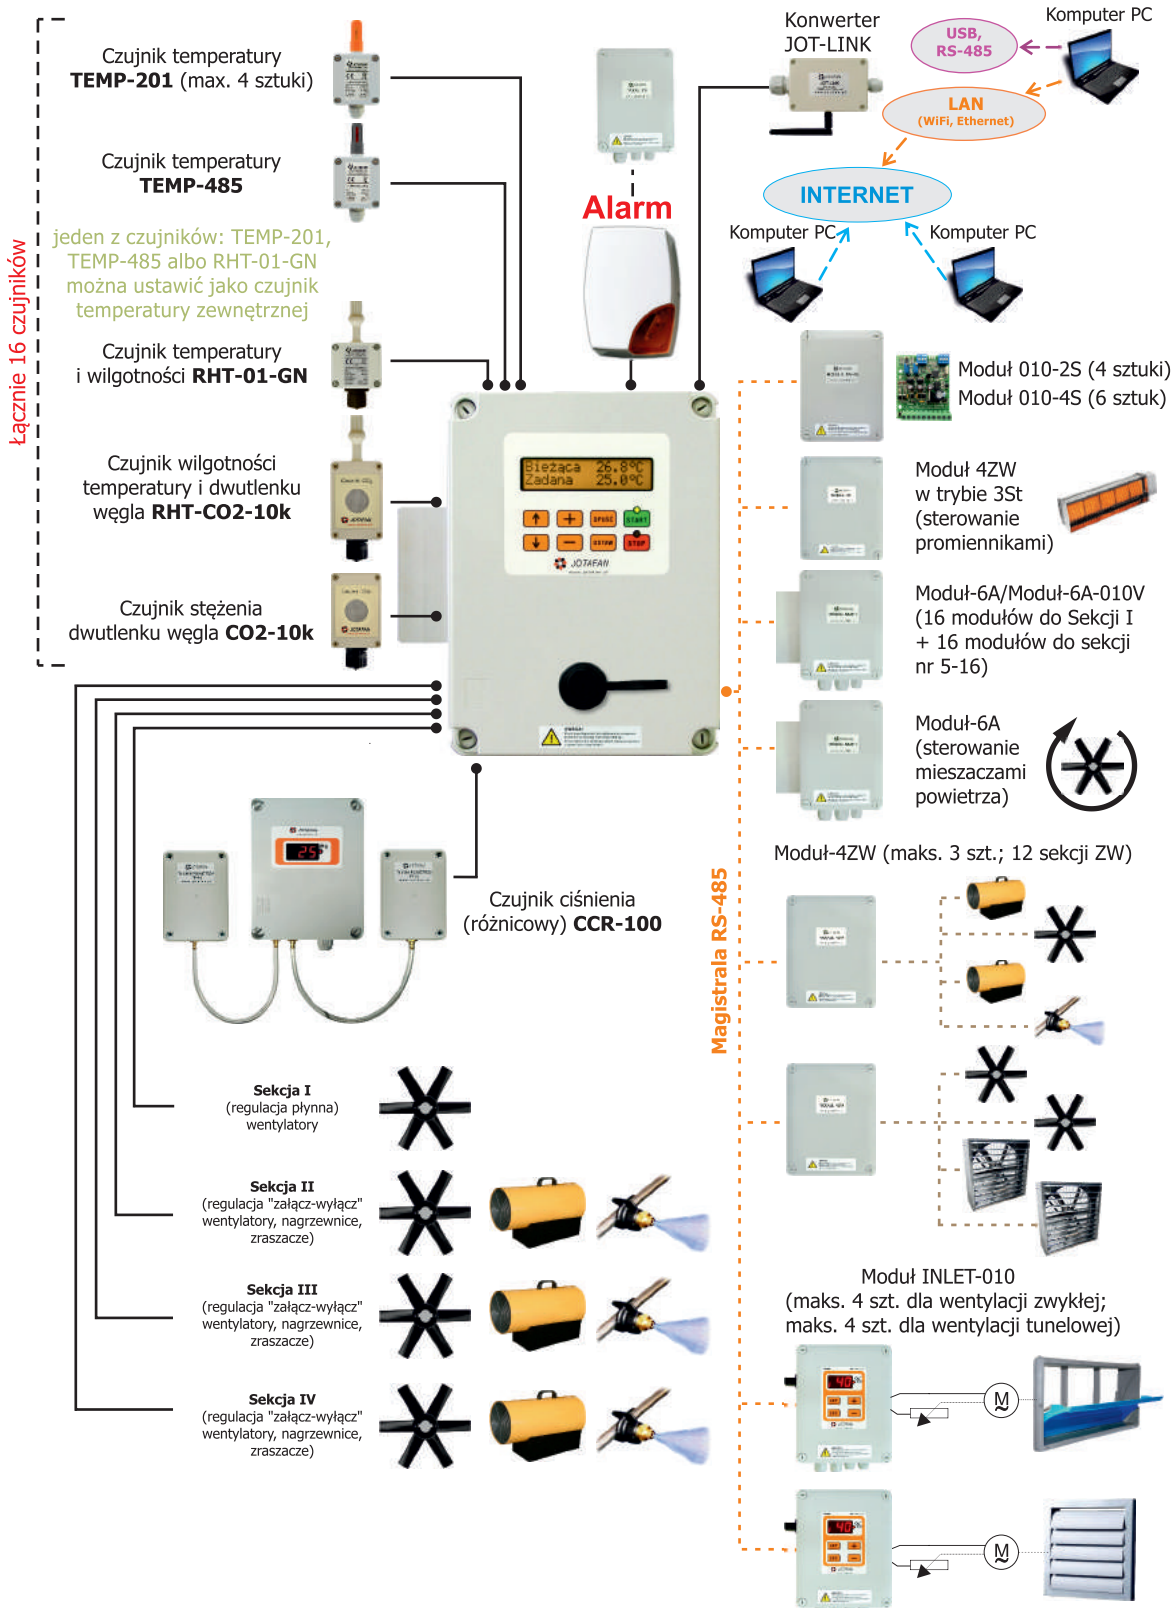 Czujnik temperatury
TEMP-201 (max. 4 sztuki)
Czujnik temperatury
TEMP-485
jeden z czujników: TEMP-201,
TEMP-485 albo RHT-01-GN
można ustawić jako czujnik
temperatury zewnętrznej
Czujnik temperatury
i wilgotności RHT-01-GN
Czujnik wilgotności
temperatury i dwutlenku
węgla RHT-CO2-10k
Czujnik stężenia
dwutlenku węgla CO2-10k
Łącznie 16 czujników
Alarm
Konwerter
JOT-LINK
Komputer PC
USB,
RS-485
LAN
(WiFi, Ethernet)
INTERNET
Komputer PC
Komputer PC
Bieżąca 26.8°C
Zadana 25.0°C
START
STOP
JOTAFAN
Moduł 010-2S (4 sztuki)
Moduł 010-4S (6 sztuk)
Moduł 4ZW
w trybie 3St
(sterowanie
promiennikami)
Moduł-6A/Moduł-6A-010V
(16 modułów do Sekcji I
+ 16 modułów do sekcji
nr 5-16)
Moduł-6A
(sterowanie
mieszaczami
powietrza)
Magistrala RS-485
Moduł-4ZW (maks. 3 szt.; 12 sekcji ZW)
25
Czujnik ciśnienia
(różnicowy) CCR-100
Sekcja I
(regulacja płynna)
wentylatory
Sekcja II
(regulacja "załącz-wyłącz"
wentylatory, nagrzewnice,
zraszacze)
Sekcja III
(regulacja "załącz-wyłącz"
wentylatory, nagrzewnice,
zraszacze)
Sekcja IV
(regulacja "załącz-wyłącz"
wentylatory, nagrzewnice,
zraszacze)
Moduł INLET-010
(maks. 4 szt. dla wentylacji zwykłej;
maks. 4 szt. dla wentylacji tunelowej)
40
M
~
40
M
~